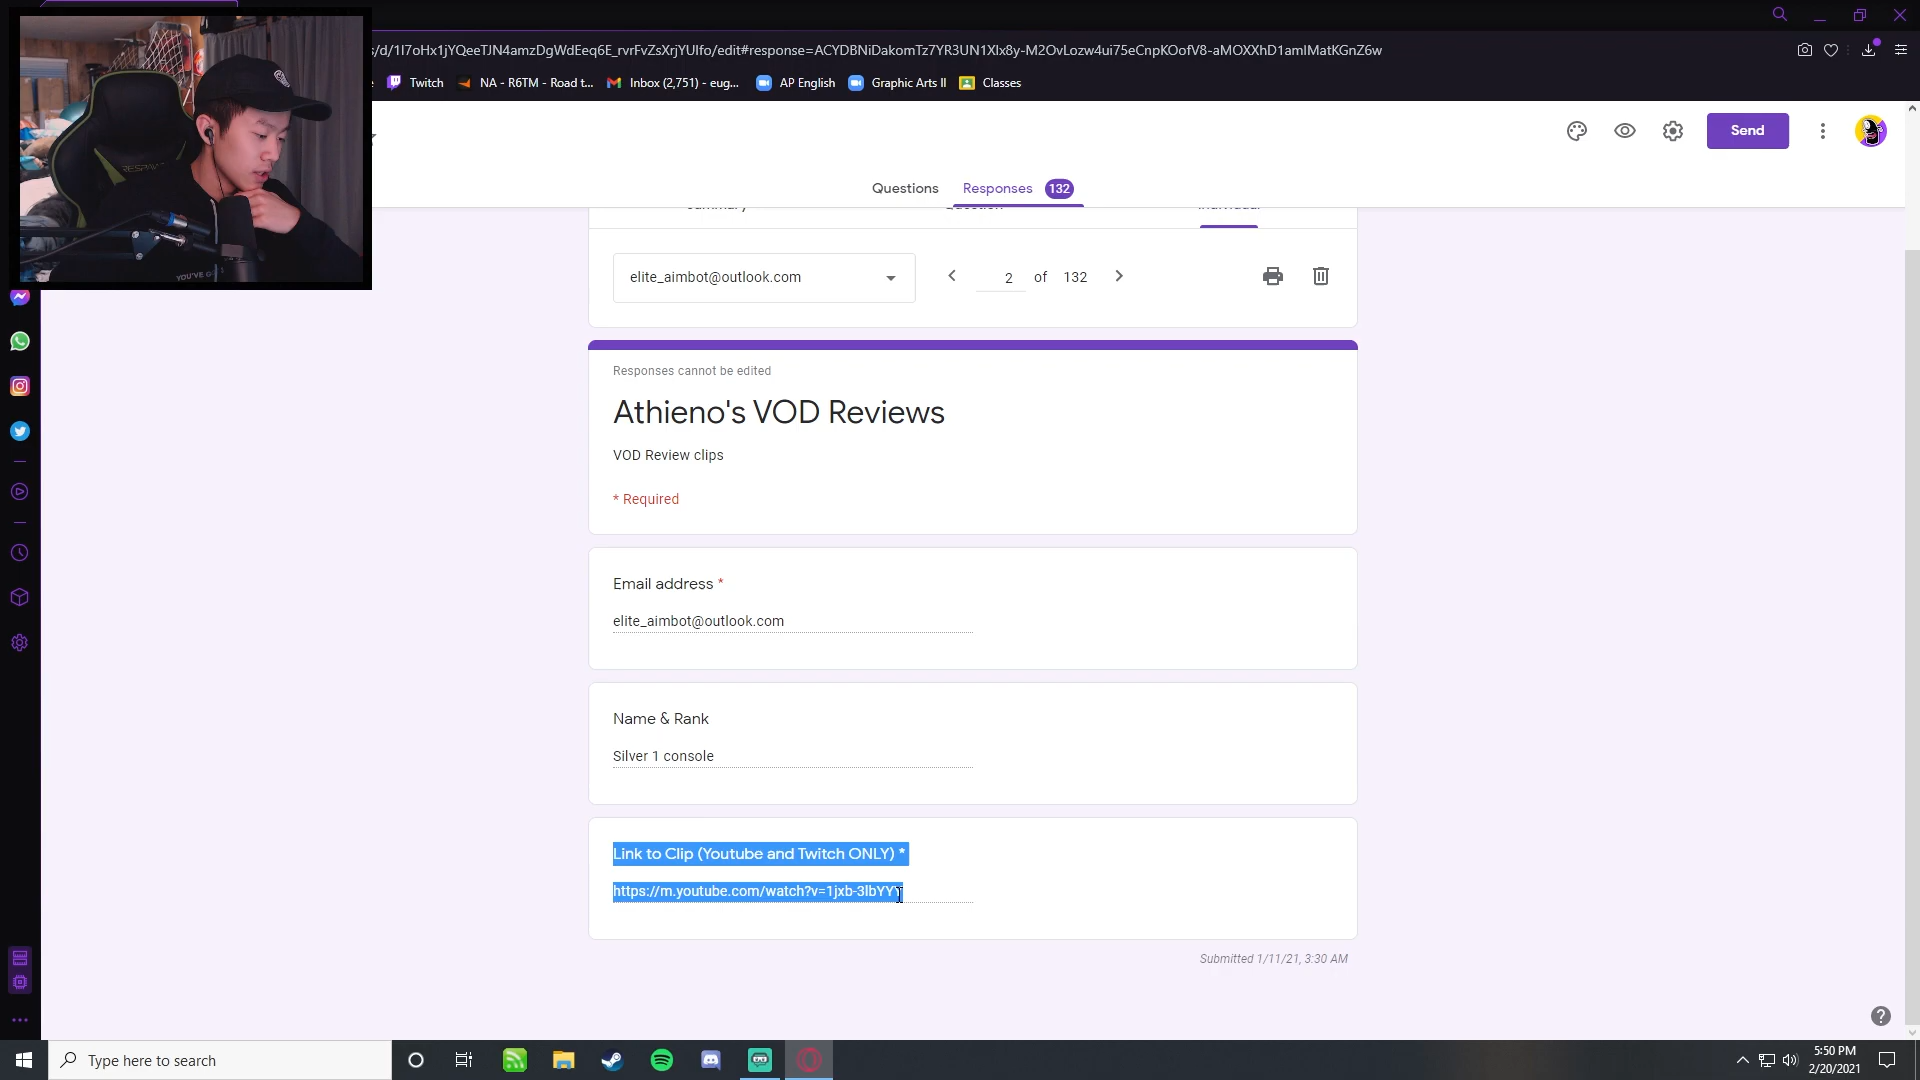 s/d/1I7oHx1jYQeeTJN4amzDgWdEeq6E_rvrFvZsXrjYUIfo/edit#response=ACYDBNiDakomTz7YR3UN1XIx8y-M2OvLozw4ui75eCnpKOofV8-aMOXXhD1amIMatKGnZ6w
Twitch NA - R6TM - Road t... Inbox (2,751) - eug... AP English Graphic Arts II Classes
Send
Questions Responses 132
elite_aimbot@outlook.com 2 of 132
Responses cannot be edited
Athieno's VOD Reviews
VOD Review clips
* Required
Email address *
elite_aimbot@outlook.com
Name & Rank
Silver 1 console
Link to Clip (Youtube and Twitch ONLY) *
https://m.youtube.com/watch?v=1jxb-3lbYY
Submitted 1/11/21, 3:30 AM
Type here to search
5:50 PM
2/20/2021